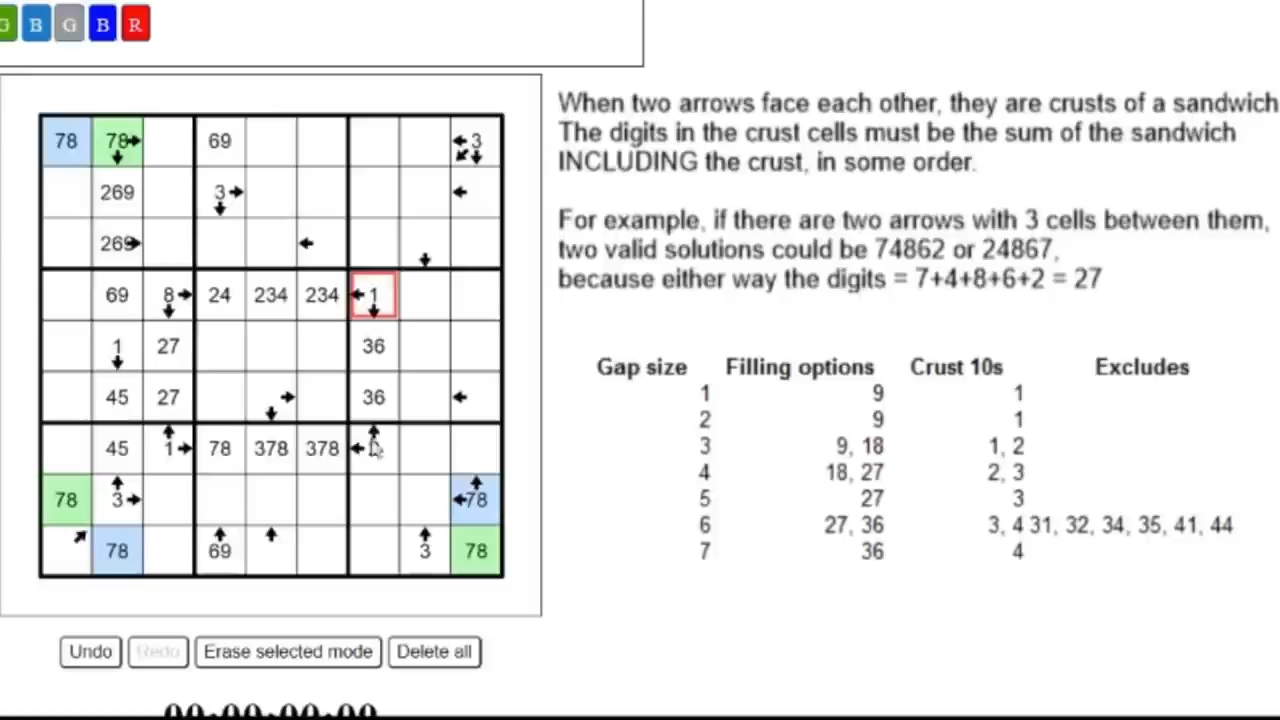 G B G B R
When two arrows face each other, they are crusts of a sandwich
The digits in the crust cells must be the sum of the sandwich
INCLUDING the crust, in some order.
For example, if there are two arrows with 3 cells between them,
two valid solutions could be 74862 or 24867,
because either way the digits = 7+4+8+6+2 = 27
78 78 69 3
269 3
269
69 8 24 234 234 1
1 27 36
45 27 36
45 1 78 378 378
78 3 78
78 69 3 78
Gap size Filling options Crust 10s Excludes
1 9 1
2 9 1
3 9, 18 1, 2
4 18, 27 2, 3
5 27 3
6 27, 36 3, 4 31, 32, 34, 35, 41, 44
7 36 4
Undo Redo Erase selected mode Delete all
00:00:00:00